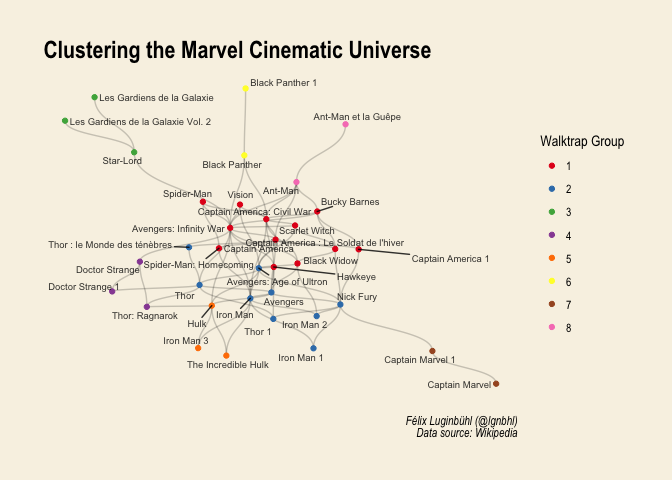 Clustering the Marvel Cinematic Universe
Black Panther 1
Les Gardiens de la Galaxie
Ant-Man et la Guêpe
Les Gardiens de la Galaxie Vol. 2
Walktrap Group
Star-Lord
Black Panther
1
2
3
4
5
6
7
8
Ant-Man
Spider-Man
Vision
Bucky Barnes
Captain America: Civil War
Avengers: Infinity War
Scarlet Witch
Thor : le Monde des ténèbres
Captain America : Le Soldat de l'hiver
Captain America
Captain America 1
Spider-Man: Homecoming
Black Widow
Doctor Strange
Hawkeye
Avengers: Age of Ultron
Doctor Strange 1
Thor
Nick Fury
Avengers
Thor: Ragnarok
Iron Man
Hulk
Iron Man 2
Thor 1
Iron Man 3
Iron Man 1
The Incredible Hulk
Captain Marvel 1
Captain Marvel
Félix Luginbühl (@lgnbhl)
Data source: Wikipedia